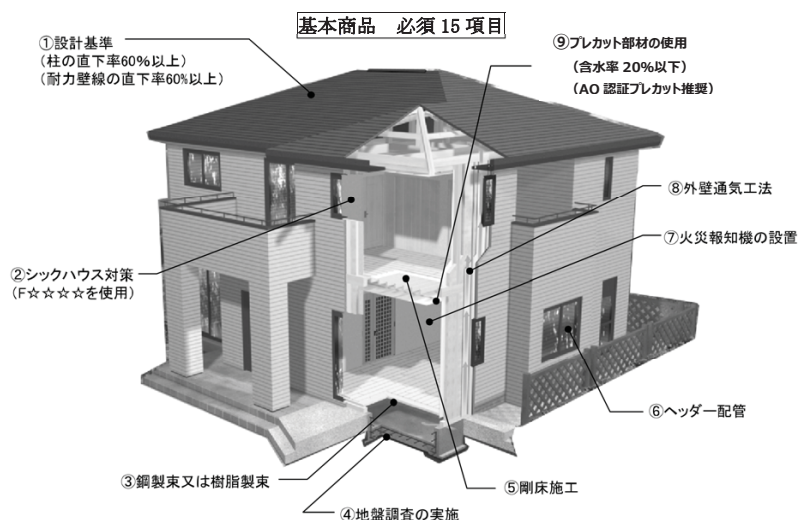 基本商品　必須15項目
①設計基準
（柱の直下率60％以上）
（耐力壁線の直下率60%以上）
⑨プレカット部材の使用
（含水率 20％以下）
（AO 認証プレカット推奨）
⑧外壁通気工法
⑦火災報知機の設置
②シックハウス対策
（F☆☆☆☆を使用）
⑥ヘッダー配管
③鋼製束又は樹脂製束
⑤剛床施工
④地盤調査の実施